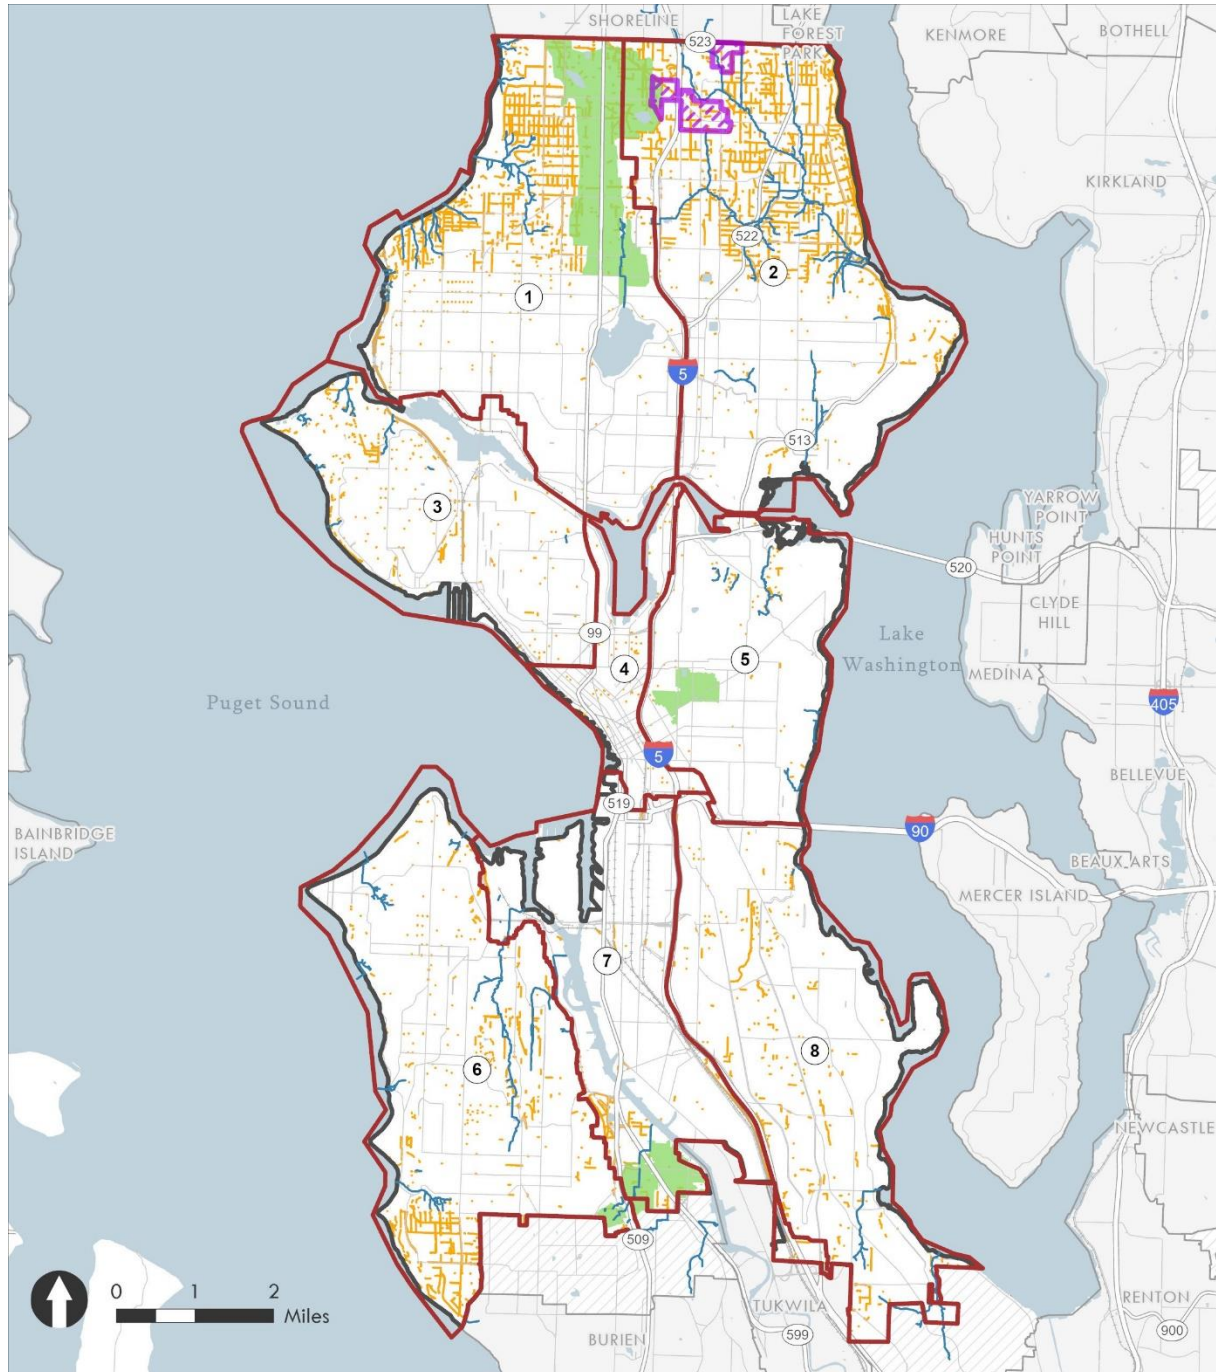 SHORELINE
LAKE
FOREST
PARK
523
KENMORE
BOTHELL
KIRKLAND
522
2
1
5
513
3
YARROW
POINT
HUNTS
POINT
520
CLYDE
HILL
99
Lake
Washington
4
5
MEDINA
405
Puget Sound
5
BELLEVUE
519
BAINBRIDGE
ISLAND
90
BEAUX ARTS
MERCER ISLAND
7
8
6
NEWCASTLE
509
0
1
2
Miles
TUKWILA
RENTON
BURIEN
599
900